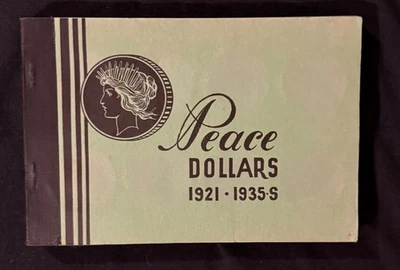 Peace
DOLLARS
1921 · 1935-S